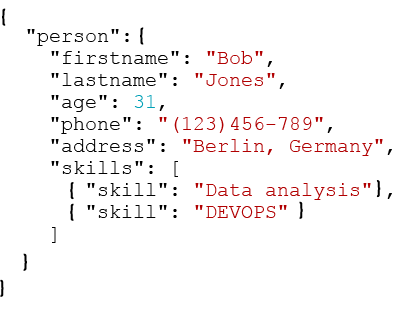 {
  "person":{
    "firstname": "Bob",
    "lastname": "Jones",
    "age": 31,
    "phone": "(123)456-789",
    "address": "Berlin, Germany",
    "skills": [
      { "skill": "Data analysis"},
      { "skill": "DEVOPS" }
    ]
  }
}